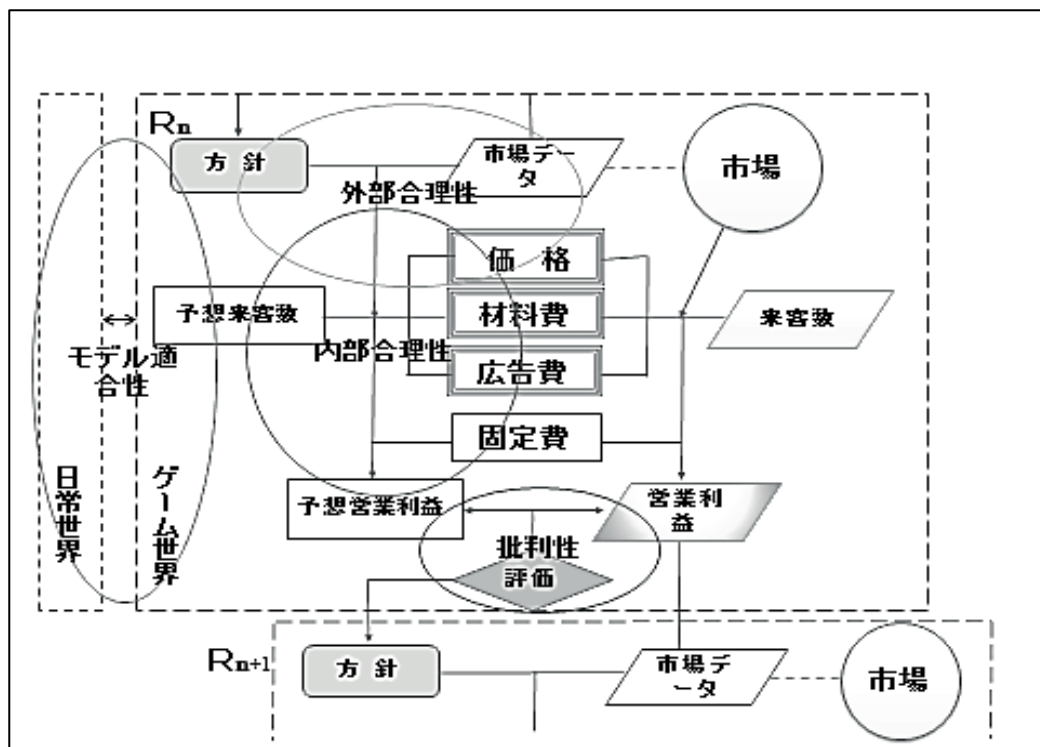 Rn
方 針
市場デー
タ
市場
外部合理性
価 格
予想来客数
材料費
来客数
モデル適
合性
内部合理性
広告費
固定費
日常世界
ゲーム世界
予想営業利益
営業利
益
批判性
評価
Rn+1
方 針
市場デ
ータ
市場